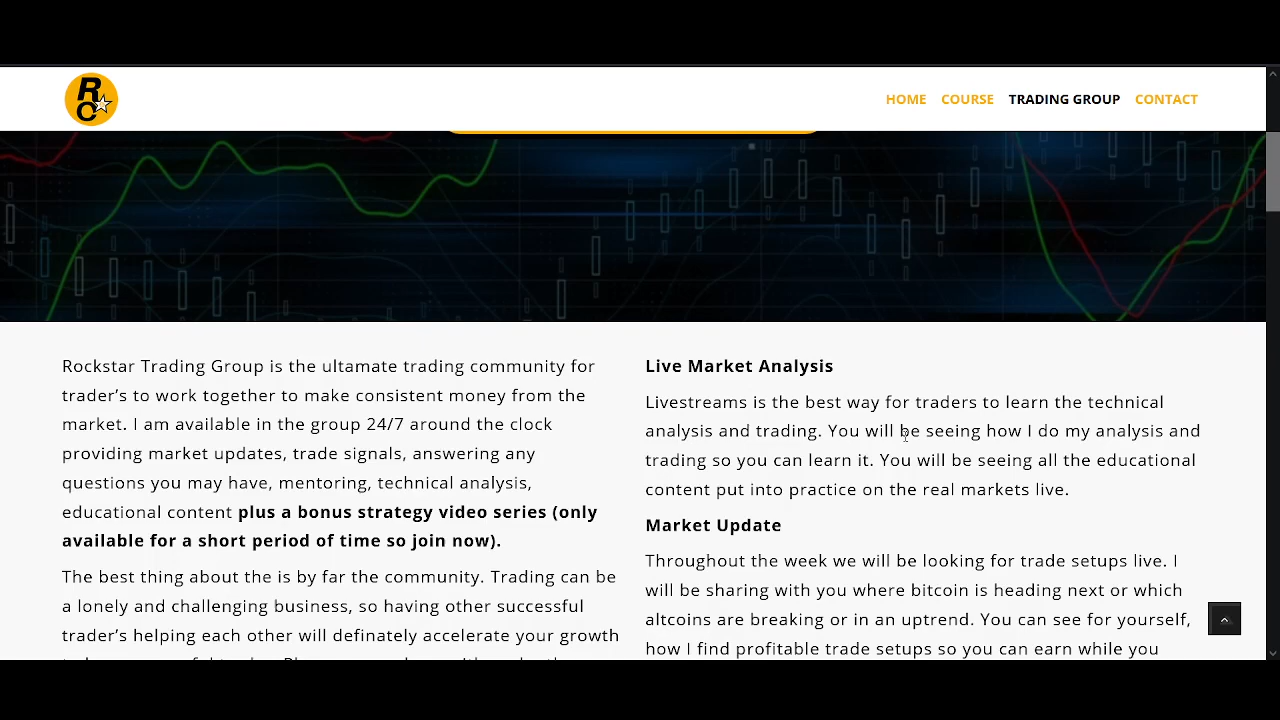 R
C
HOME COURSE TRADING GROUP CONTACT
Rockstar Trading Group is the ultamate trading community for
trader’s to work together to make consistent money from the
market. I am available in the group 24/7 around the clock
providing market updates, trade signals, answering any
questions you may have, mentoring, technical analysis,
educational content plus a bonus strategy video series (only
available for a short period of time so join now).
The best thing about the is by far the community. Trading can be
a lonely and challenging business, so having other successful
trader’s helping each other will definately accelerate your growth
Live Market Analysis
Livestreams is the best way for traders to learn the technical
analysis and trading. You will be seeing how I do my analysis and
trading so you can learn it. You will be seeing all the educational
content put into practice on the real markets live.
Market Update
Throughout the week we will be looking for trade setups live. I
will be sharing with you where bitcoin is heading next or which
altcoins are breaking or in an uptrend. You can see for yourself,
how I find profitable trade setups so you can earn while you